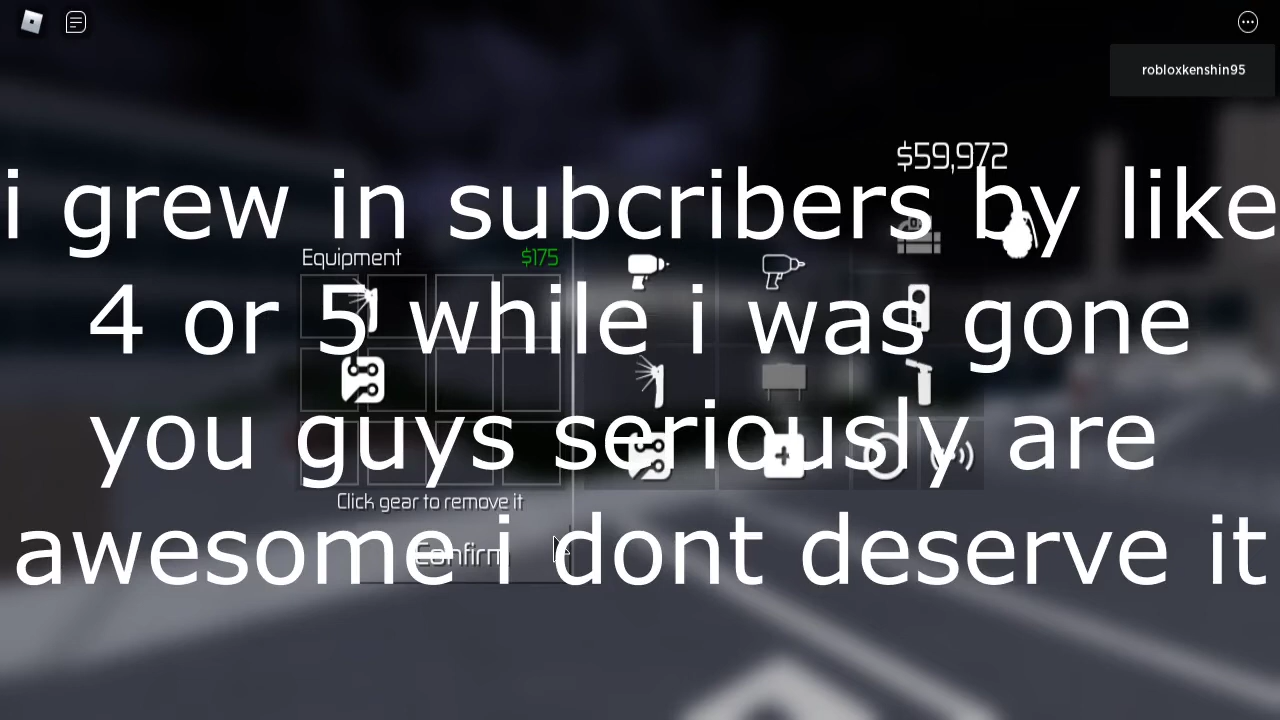 robloxkenshin95
$59,972
i grew in subcribers by like
Equipment $175
4 or 5 while i was gone
you guys seriously are
Click gear to remove it
awesome i dont deserve it
Confirm